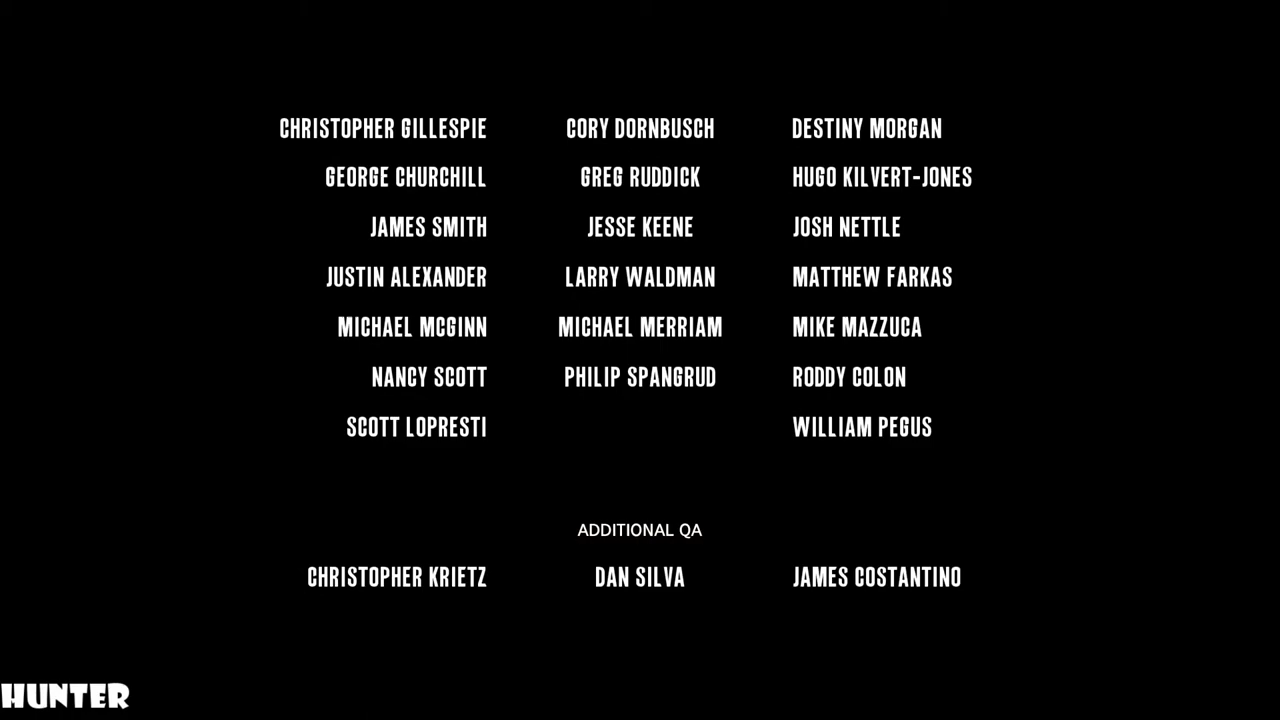 CHRISTOPHER GILLESPIE CORY DORNBUSCH DESTINY MORGAN
GEORGE CHURCHILL GREG RUDDICK HUGO KILVERT-JONES
JAMES SMITH JESSE KEENE JOSH NETTLE
JUSTIN ALEXANDER LARRY WALDMAN MATTHEW FARKAS
MICHAEL MCGINN MICHAEL MERRIAM MIKE MAZZUCA
NANCY SCOTT PHILIP SPANGRUD RODDY COLON
SCOTT LOPRESTI WILLIAM PEGUS
ADDITIONAL QA
CHRISTOPHER KRIETZ DAN SILVA JAMES COSTANTINO
HUNTER